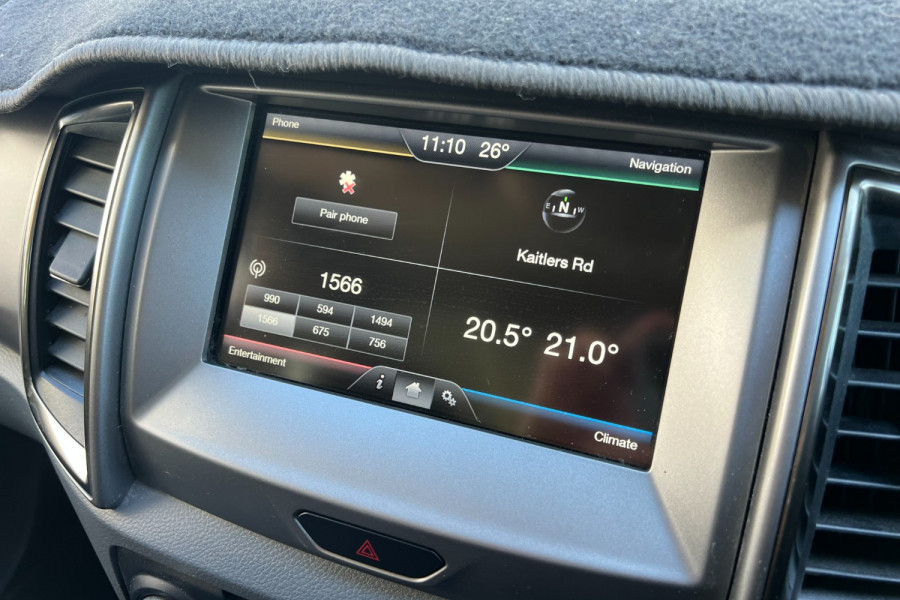 Phone
11:10 26°
Navigation
Pair phone
E N W
Kaitlers Rd
1566
990 594 1494
1566 675 756
20.5° 21.0°
Entertainment
i
Climate